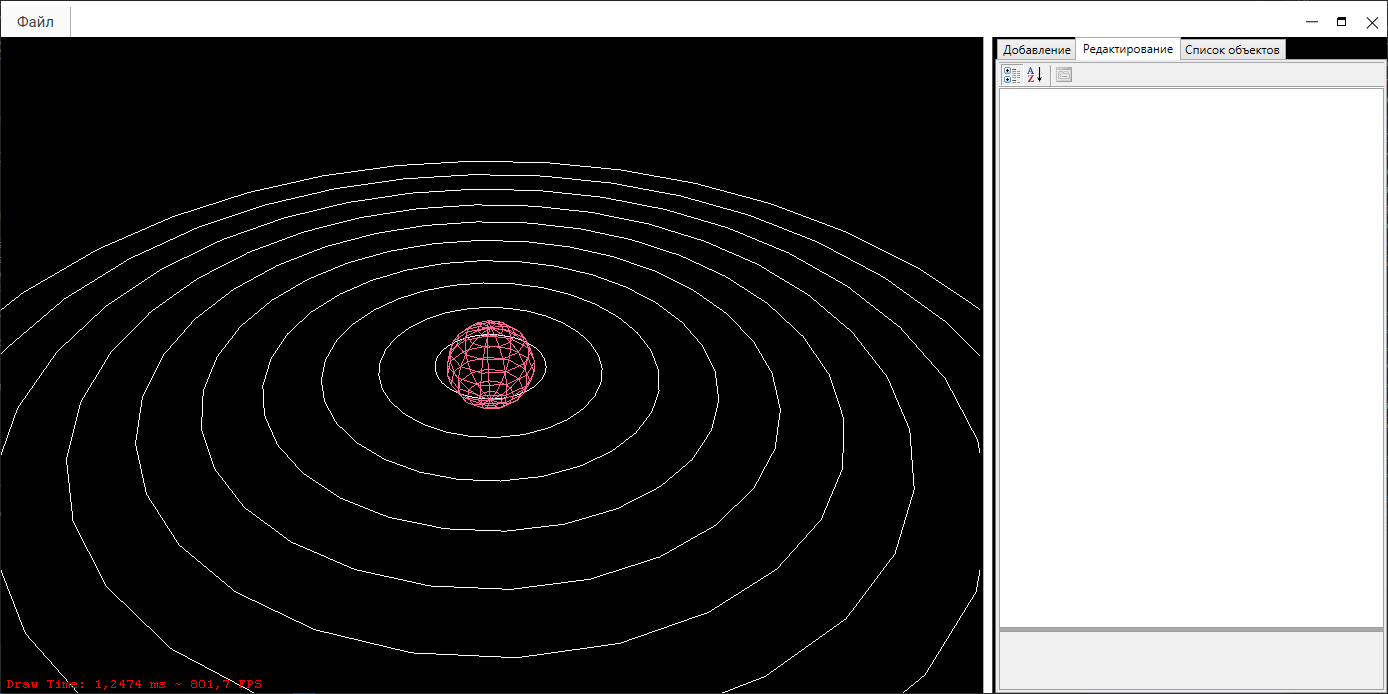 Файл
Добавление Редактирование Список объектов
A
Z
Draw Time: 1,2474 ms ~ 801,7 FPS